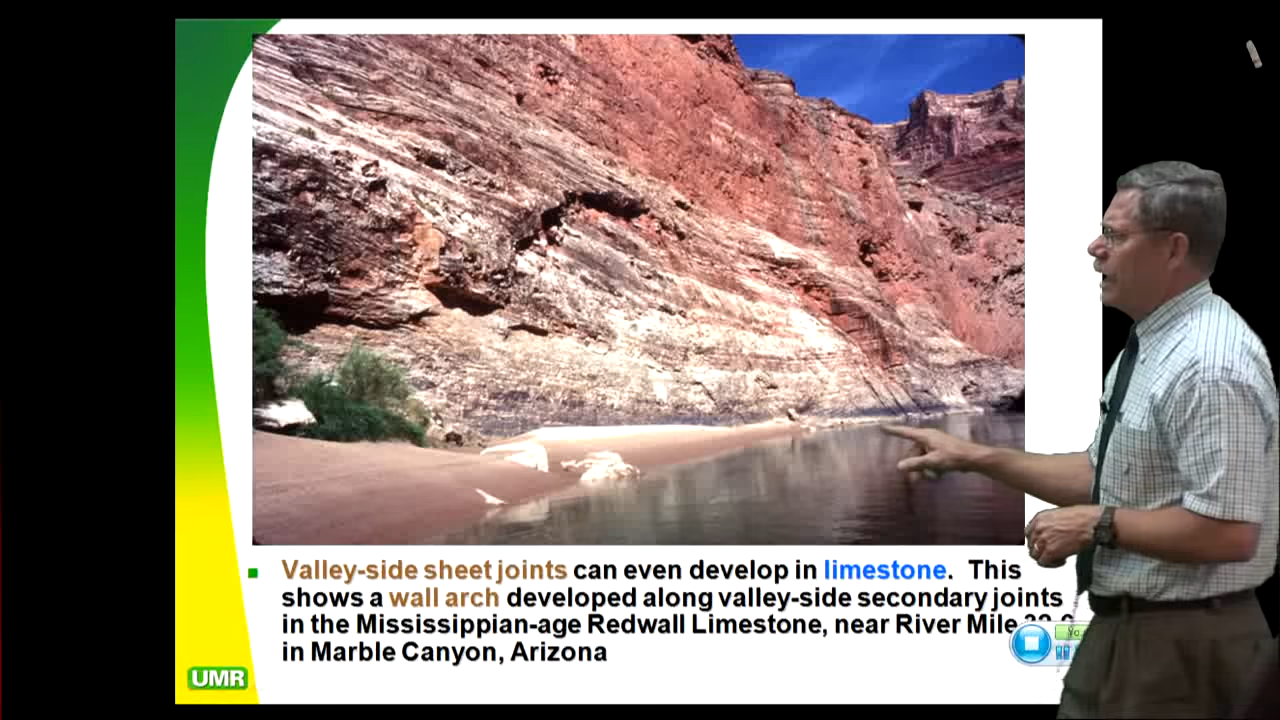 Valley-side sheet joints can even develop in limestone. This
shows a wall arch developed along valley-side secondary joints
in the Mississippian-age Redwall Limestone, near River Mile
in Marble Canyon, Arizona
UMR